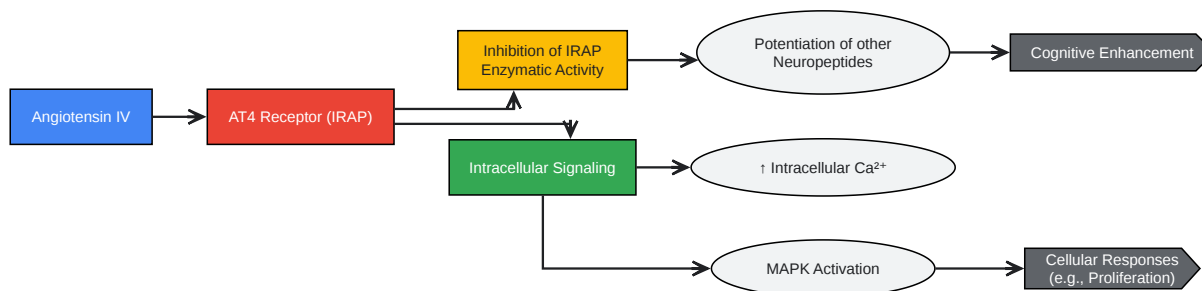 Angiotensin IV
AT4 Receptor (IRAP)
Inhibition of IRAP
Enzymatic Activity
Potentiation of other
Neuropeptides
Cognitive Enhancement
Intracellular Signaling
↑ Intracellular Ca²⁺
MAPK Activation
Cellular Responses
(e.g., Proliferation)